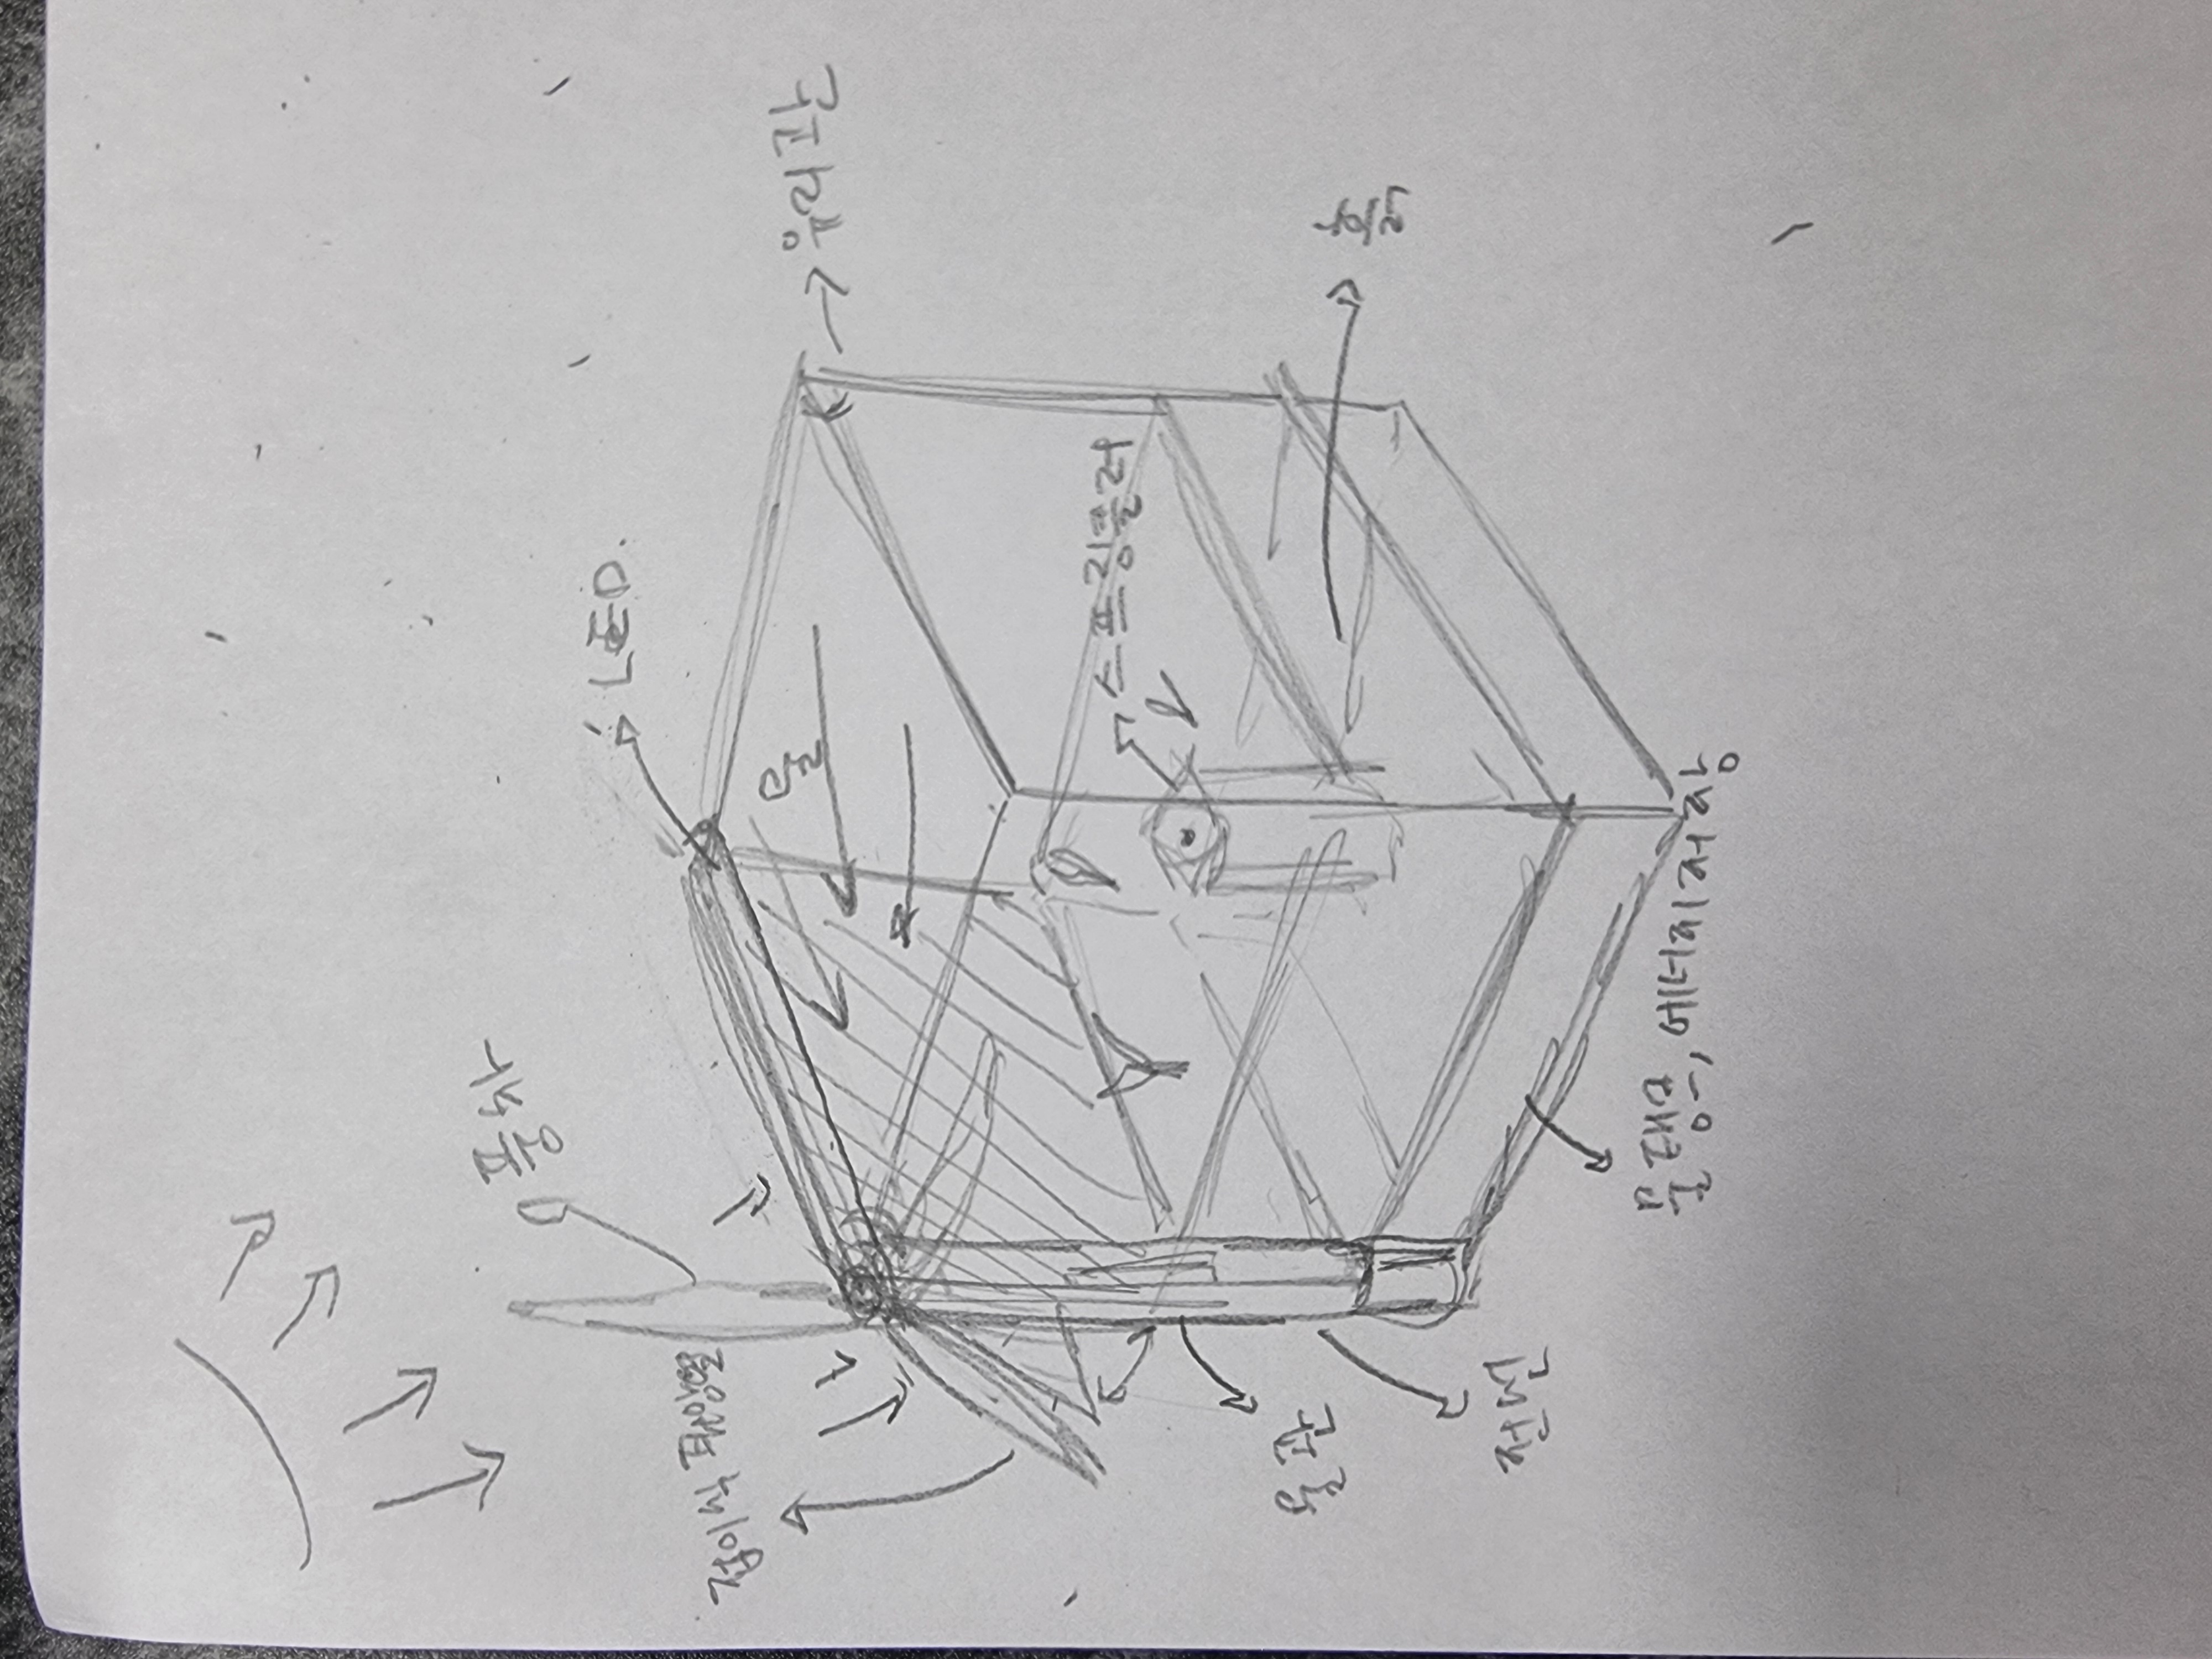 풍차
LED.
접이식 태양열
물
유리관
스프링쿨러
물관
흙
전선
물탱크, 에너지저장